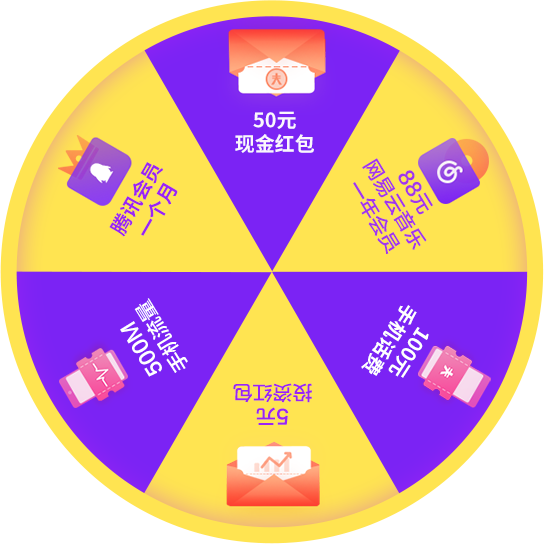 50元
现金红包
88元
网易云音乐
一年会员
100元
手机话费
5元
投资红包
500M
手机流量
腾讯会员
一个月